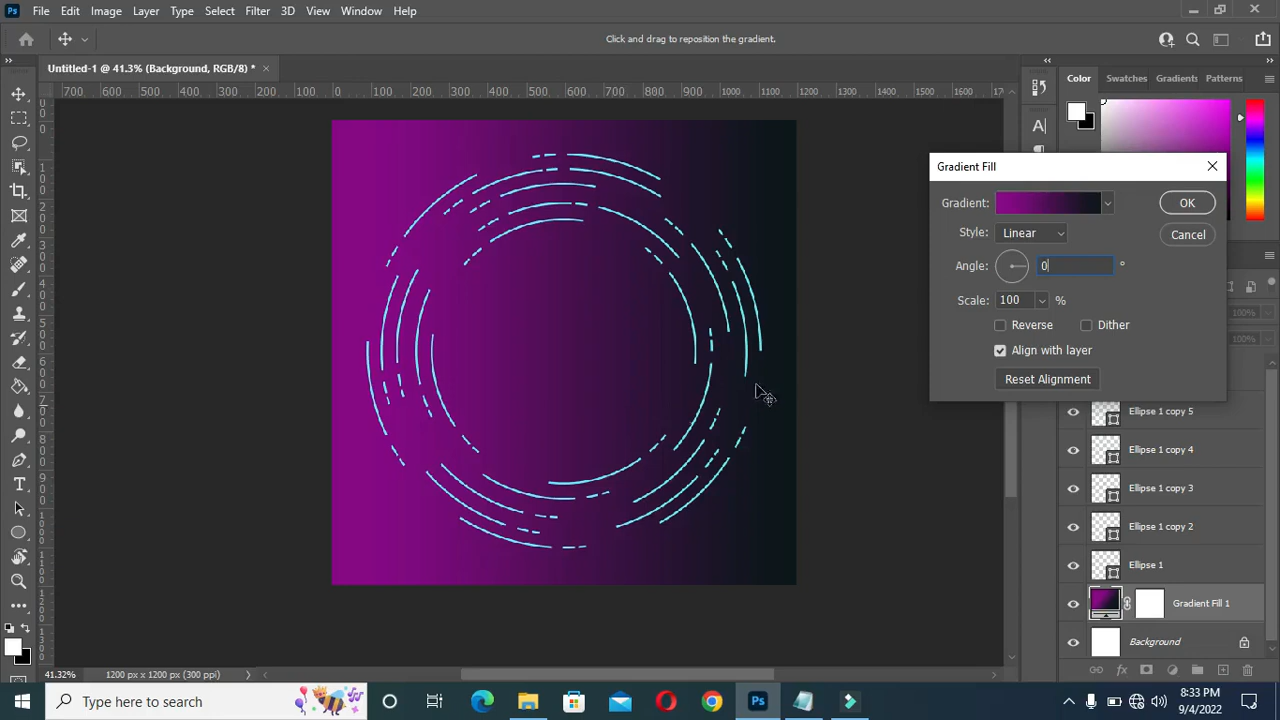 Ps File Edit Image Layer Type Select Filter 3D View Window Help
Click and drag to reposition the gradient.
Untitled-1 @ 41.3% (Background, RGB/8) * ×
Color Swatches Gradients Patterns
700 600 500 400 300 200 100 0 100 200 300 400 500 600 700 800 900 1000 1100 1200 1300 1400 1500 1600
Gradient Fill
Gradient: OK
Style: Linear Cancel
Angle: 0 °
Scale: 100 %
Reverse Dither
Align with layer
Reset Alignment
100%
100%
Ellipse 1 copy 5
Ellipse 1 copy 4
Ellipse 1 copy 3
Ellipse 1 copy 2
Ellipse 1
Gradient Fill 1
Background
41.32% 1200 px x 1200 px (300 ppi)
Type here to search
8:33 PM
9/4/2022